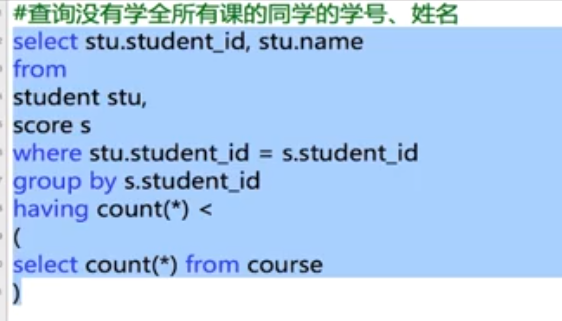 #查询没有学全所有课的同学的学号、姓名
select stu.student_id, stu.name
from
student stu,
score s
where stu.student_id = s.student_id
group by s.student_id
having count(*) <
(
select count(*) from course
)